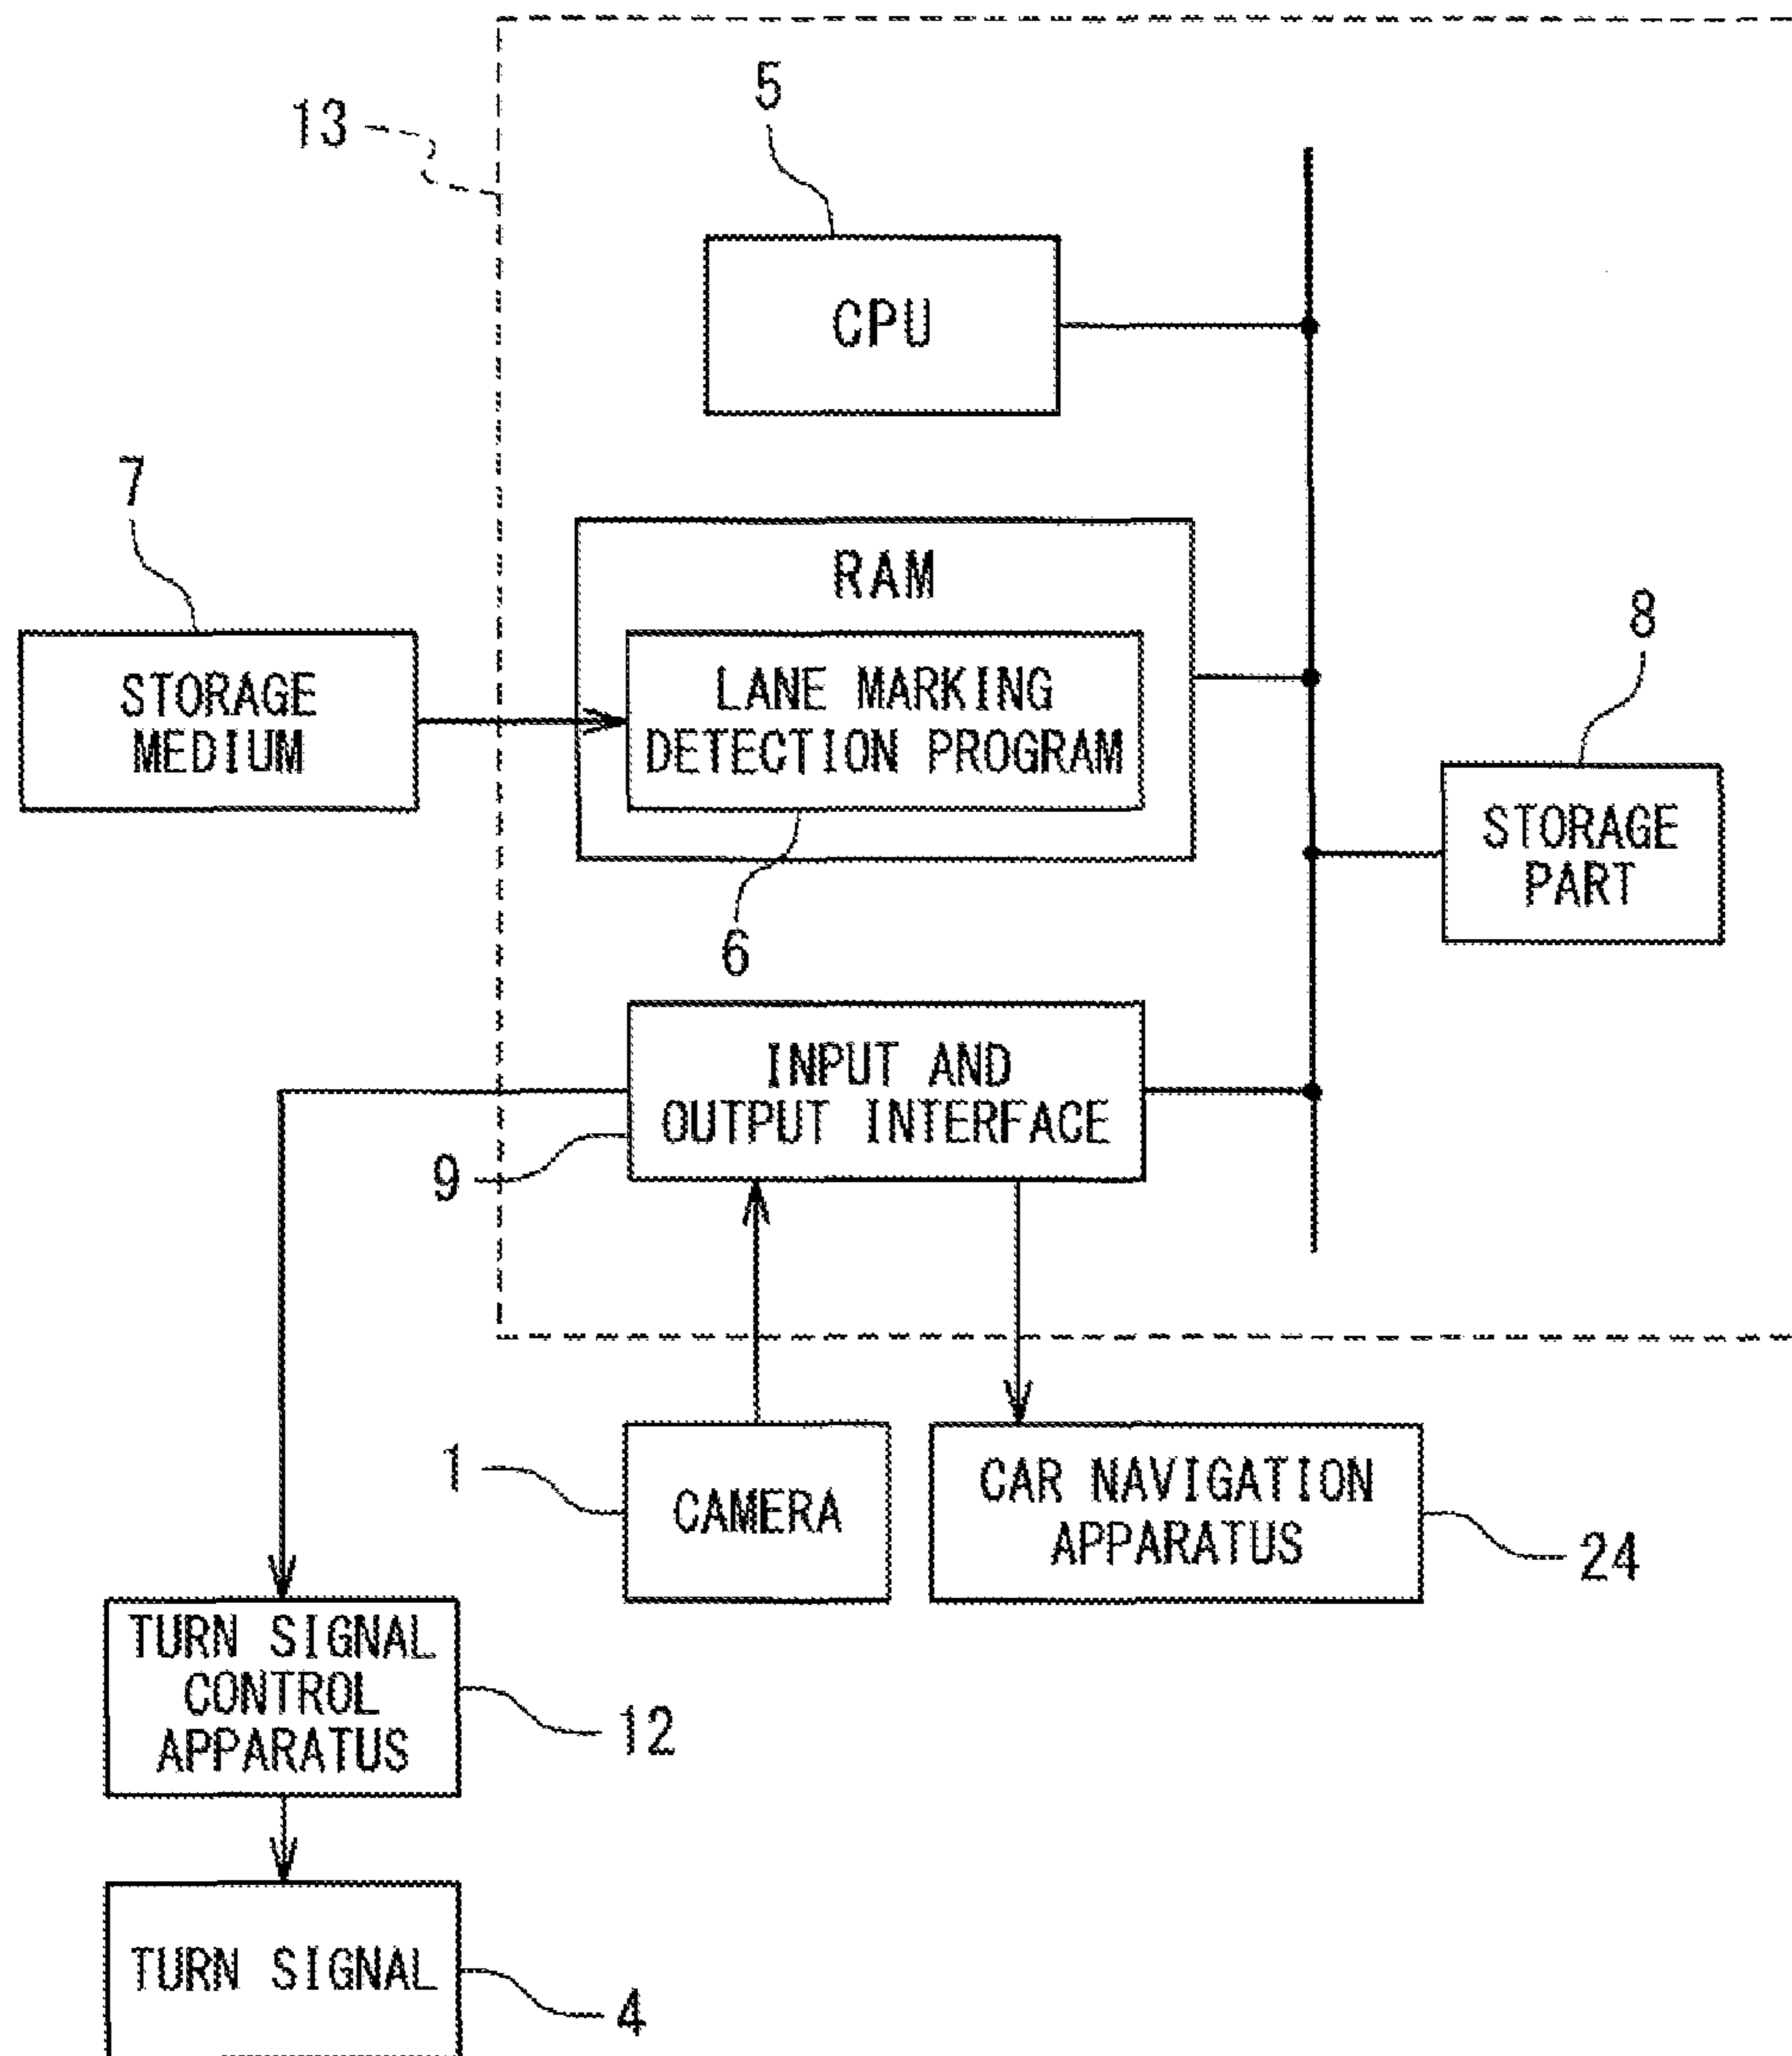 5
13
CPU
7
RAM
8
STORAGE
MEDIUM
LANE MARKING
DETECTION PROGRAM
STORAGE
PART
6
INPUT AND
OUTPUT INTERFACE
9
1
CAMERA
CAR NAVIGATION
APPARATUS
24
TURN SIGNAL
CONTROL
APPARATUS
12
TURN SIGNAL
4